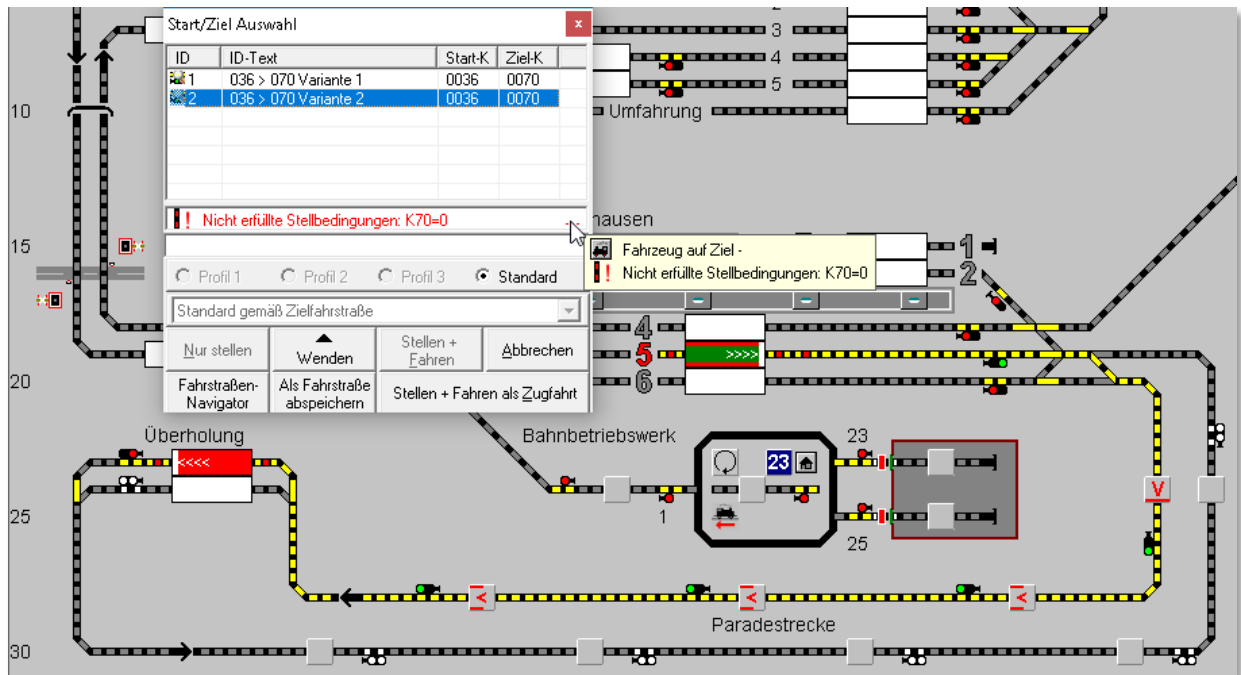 Start/Ziel Auswahl x
ID ID-Text Start-K Ziel-K
1 036 > 070 Variante 1 0036 0070
2 036 > 070 Variante 2 0036 0070
! Nicht erfüllte Stellbedingungen: K70=0 ...
Profil 1 Profil 2 Profil 3 Standard
Standard gemäß Zielfahrstraße
Nur stellen
Wenden
Stellen +
Fahren
Abbrechen
Fahrstraßen-
Navigator
Als Fahrstraße
abspeichern
Stellen + Fahren als Zugfahrt
3
4
5
10
Umfahrung
hausen
Fahrzeug auf Ziel -
! Nicht erfüllte Stellbedingungen: K70=0
15
1
2
4
5 >>>>
20
6
Überholung
<<<<
Bahnbetriebswerk
23
23
V
25
1
25
< < <
Paradestrecke
30